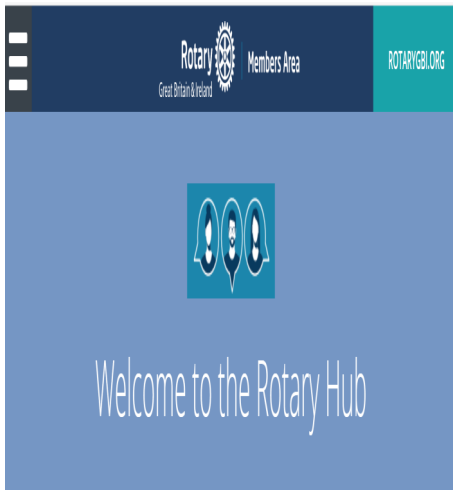 Rotary
Great Britain & Ireland
Members Area
ROTARYGBI.ORG
Welcome to the Rotary Hub